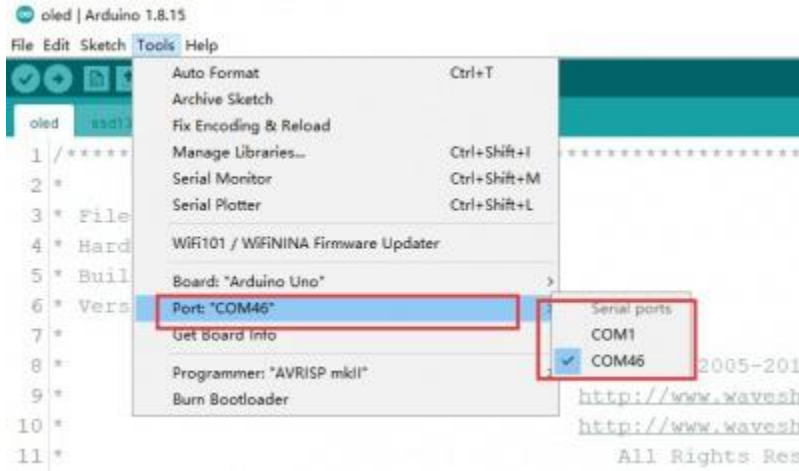 oled | Arduino 1.8.15
File Edit Sketch Tools Help
Auto Format Ctrl+T
Archive Sketch
oled
Fix Encoding & Reload
1 /*****
Manage Libraries... Ctrl+Shift+I
2 *
Serial Monitor Ctrl+Shift+M
3 * File
Serial Plotter Ctrl+Shift+L
4 * Hard
WiFi101 / WiFiNINA Firmware Updater
5 * Buil
Board: "Arduino Uno"
6 * Vers
Port: "COM46"
Serial ports
7 *
Get Board Info
COM1
8 *
Programmer: "AVRISP mkII"
COM46
2005-201
9 *
Burn Bootloader
http://www.wavesh
10 *
http://www.wavesh
11 *
All Rights Res